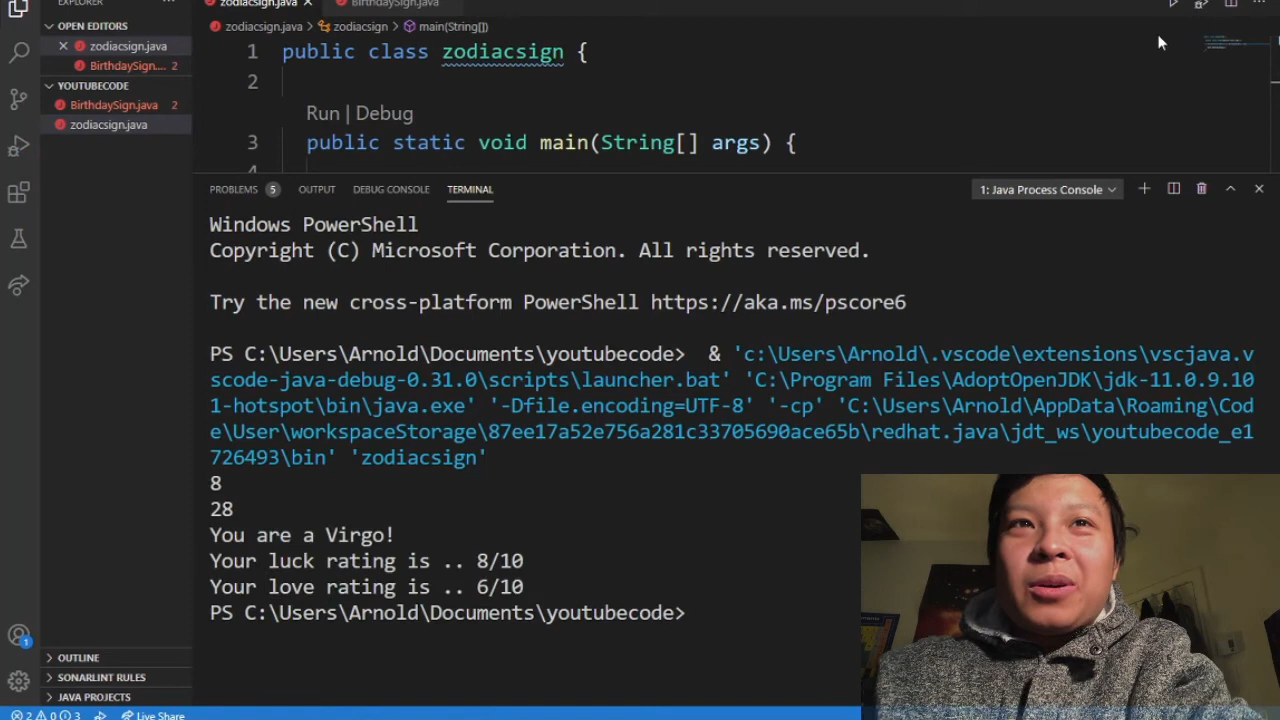 EXPLORER
zodiacsign.java
BirthdaySign.java
OPEN EDITORS
zodiacsign.java
BirthdaySign.... 2
YOUTUBECODE
BirthdaySign.java 2
zodiacsign.java
zodiacsign.java > zodiacsign > main(String[])
1 public class zodiacsign {
2
Run | Debug
3 public static void main(String[] args) {
4
PROBLEMS 5 OUTPUT DEBUG CONSOLE TERMINAL
1: Java Process Console
Windows PowerShell
Copyright (C) Microsoft Corporation. All rights reserved.
Try the new cross-platform PowerShell https://aka.ms/pscore6
PS C:\Users\Arnold\Documents\youtubecode> & 'c:\Users\Arnold\.vscode\extensions\vscjava.v
scode-java-debug-0.31.0\scripts\launcher.bat' 'C:\Program Files\AdoptOpenJDK\jdk-11.0.9.10
1-hotspot\bin\java.exe' '-Dfile.encoding=UTF-8' '-cp' 'C:\Users\Arnold\AppData\Roaming\Cod
e\User\workspaceStorage\87ee17a52e756a281c33705690ace65b\redhat.java\jdt_ws\youtubecode_e1
726493\bin' 'zodiacsign'
8
28
You are a Virgo!
Your luck rating is .. 8/10
Your love rating is .. 6/10
PS C:\Users\Arnold\Documents\youtubecode>
1
OUTLINE
SONARLINT RULES
JAVA PROJECTS
2 0 3 Live Share